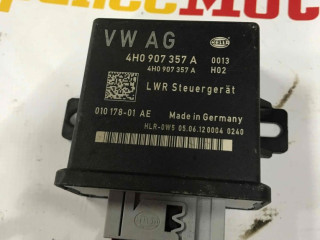 VW AG
HELLA
4H0 907 357 A 0013
4H0 907 357 A H02
LWR Steuergerät
010 178-01 AE Made in Germany
HLR-0W5 05.06.12 0004 0240